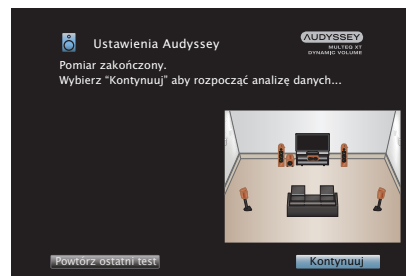 Ustawienia Audyssey
AUDYSSEY
MULTEQ XT
DYNAMIC VOLUME
Pomiar zakończony.
Wybierz “Kontynuuj” aby rozpocząć analizę danych...
Powtórz ostatni test
Kontynuuj